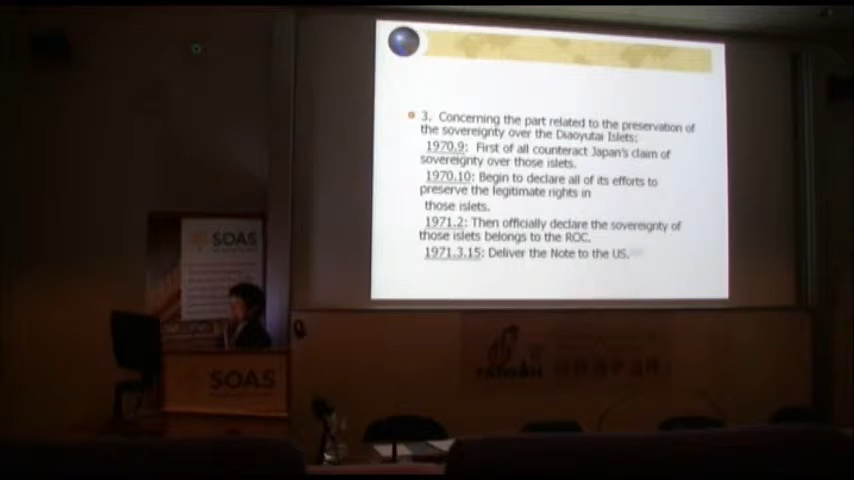 3. Concerning the part related to the preservation of
the sovereignty over the Diaoyutai Islets:
1970.9: First of all counteract Japan's claim of
sovereignty over those islets.
1970.10: Begin to declare all of its efforts to
preserve the legitimate rights in
those islets.
1971.2: Then officially declare the sovereignty of
those islets belongs to the ROC.
1971.3.15: Deliver the Note to the US.
SOAS
SOAS
TAIWAN